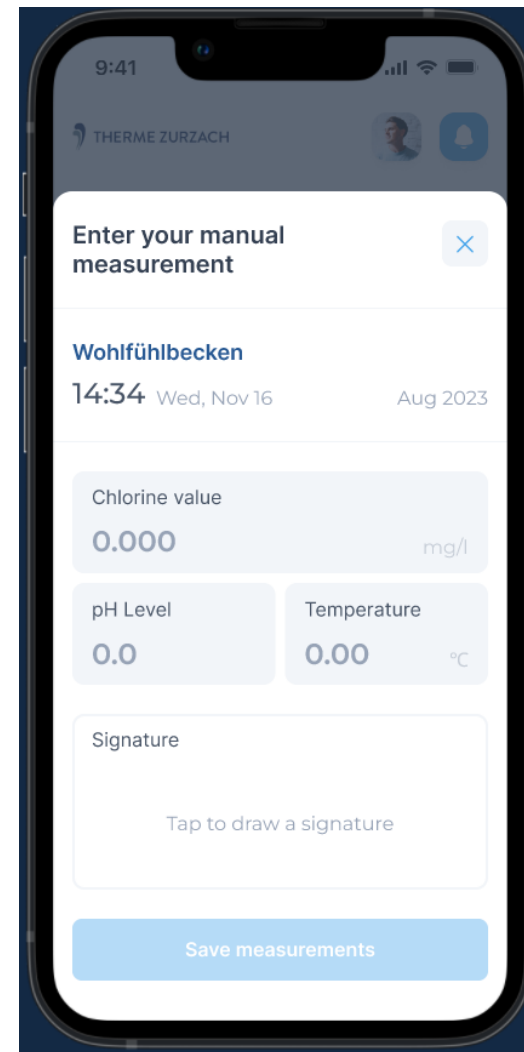 9:41
THERME ZURZACH
Enter your manual
measurement
Wohlfühlbecken
14:34 Wed, Nov 16 Aug 2023
Chlorine value
0.000 mg/l
pH Level Temperature
0.0 0.00 °C
Signature
Tap to draw a signature
Save measurements